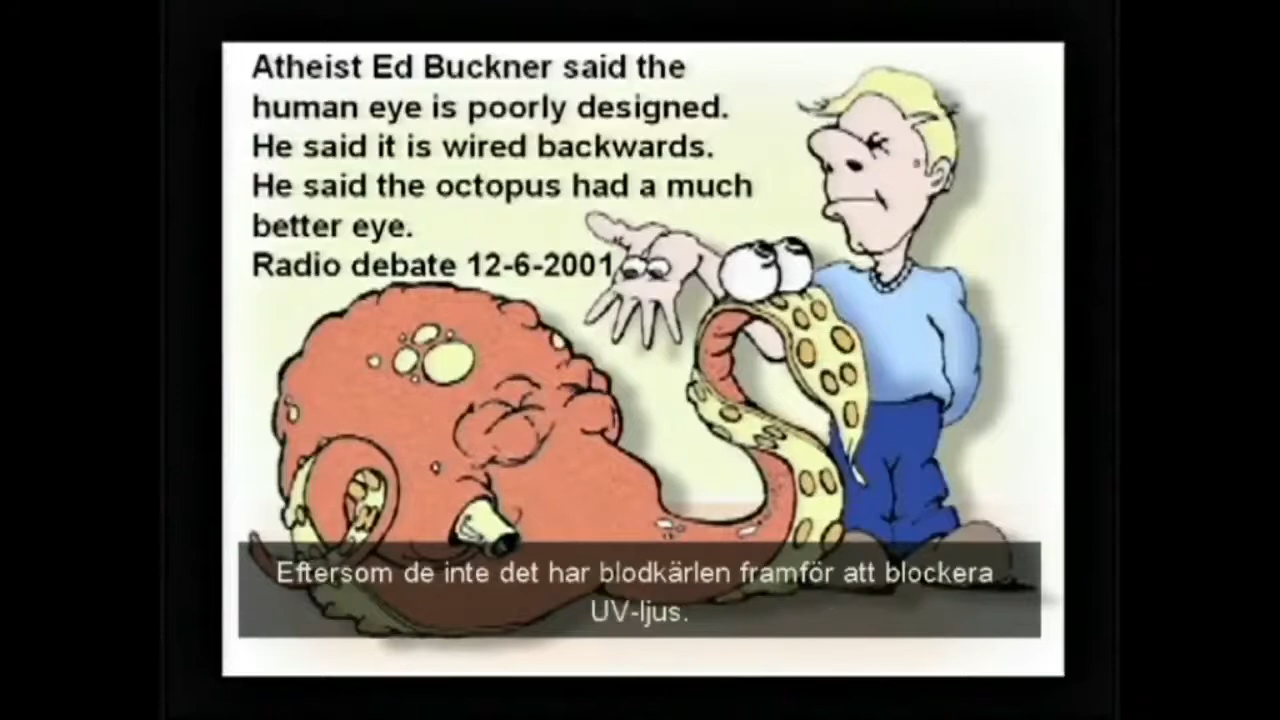 Atheist Ed Buckner said the
human eye is poorly designed.
He said it is wired backwards.
He said the octopus had a much
better eye.
Radio debate 12-6-2001
Eftersom de inte det har blodkärlen framför att blockera
UV-ljus.